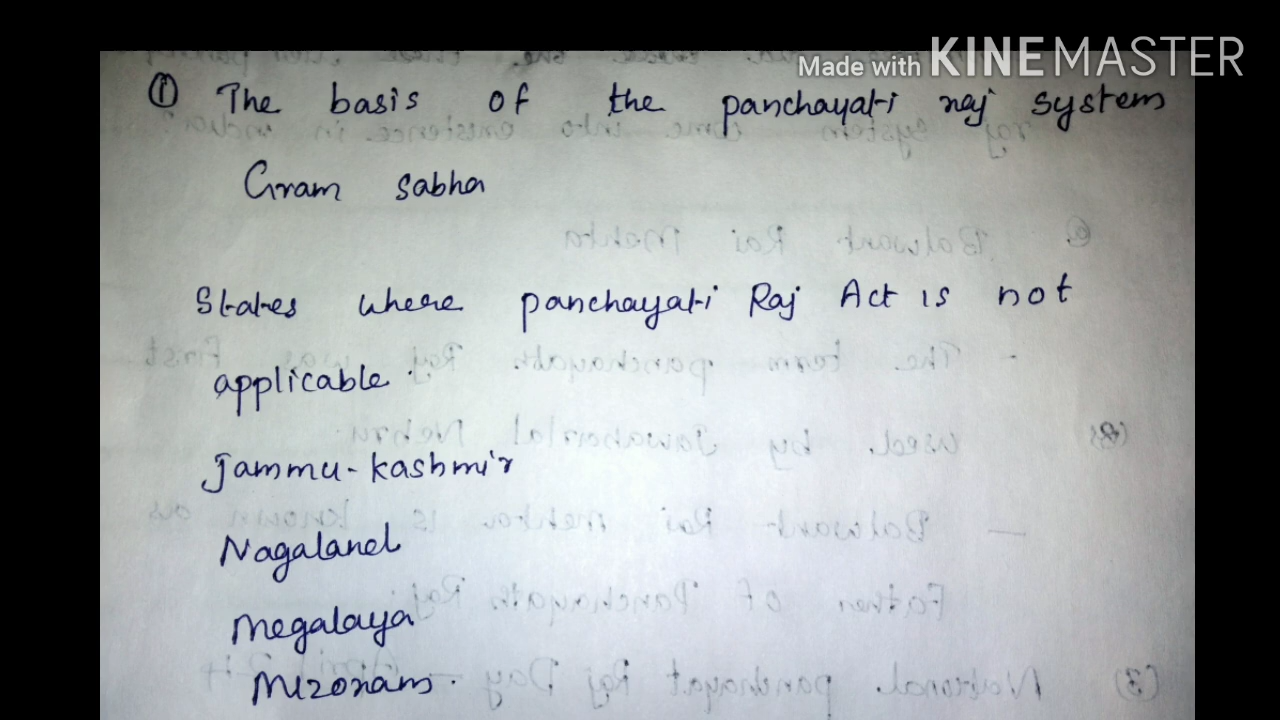 Made with KINEMASTER
① The basis of the panchayati raj system
Gram sabha
States where panchayati Raj Act is not
applicable.
Jammu-kashmir
Nagaland
Megalaya
Mizoram.